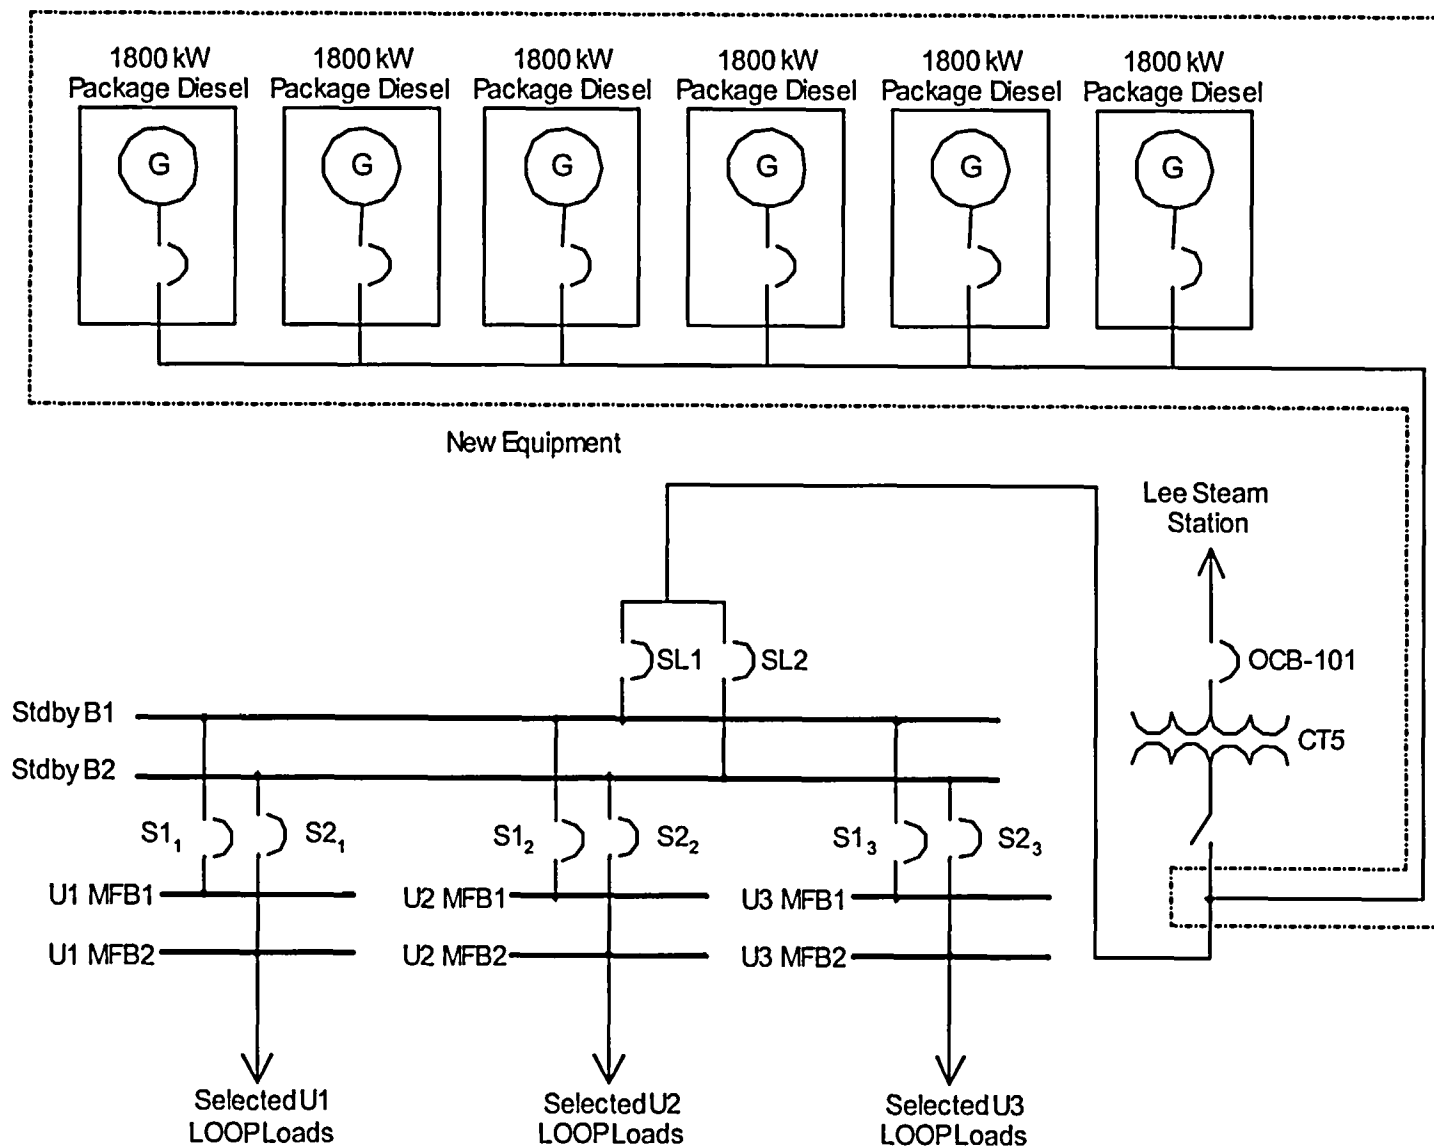 1800 kW
Package Diesel
1800 kW
Package Diesel
1800 kW
Package Diesel
1800 kW
Package Diesel
1800 kW
Package Diesel
1800 kW
Package Diesel
G
G
G
G
G
G
New Equipment
Lee Steam
Station
SL1
SL2
OCB-101
Stdby B1
CT5
Stdby B2
S1₁
S2₁
S1₂
S2₂
S1₃
S2₃
U1 MFB1
U2 MFB1
U3 MFB1
U1 MFB2
U2 MFB2
U3 MFB2
Selected U1
LOOP Loads
Selected U2
LOOP Loads
Selected U3
LOOP Loads